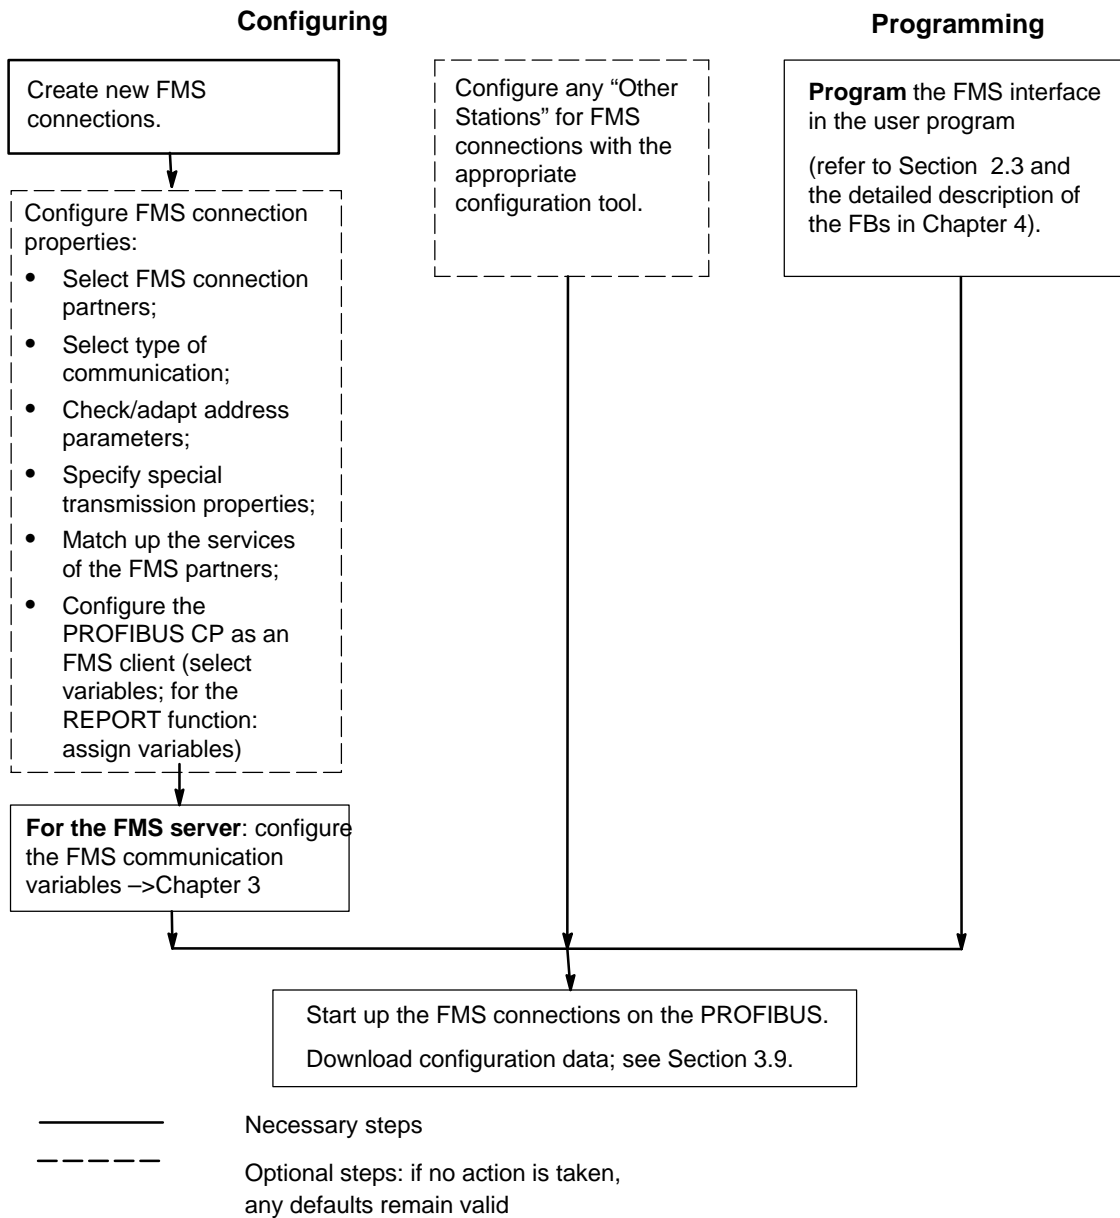 Configuring
Programming
Create new FMS
connections.
Configure FMS connection
properties:
• Select FMS connection
partners;
• Select type of
communication;
• Check/adapt address
parameters;
• Specify special
transmission properties;
• Match up the services
of the FMS partners;
• Configure the
PROFIBUS CP as an
FMS client (select
variables; for the
REPORT function:
assign variables)
For the FMS server: configure
the FMS communication
variables –>Chapter 3
Configure any “Other
Stations” for FMS
connections with the
appropriate
configuration tool.
Program the FMS interface
in the user program
(refer to Section 2.3 and
the detailed description of
the FBs in Chapter 4).
Start up the FMS connections on the PROFIBUS.
Download configuration data; see Section 3.9.
Necessary steps
Optional steps: if no action is taken,
any defaults remain valid